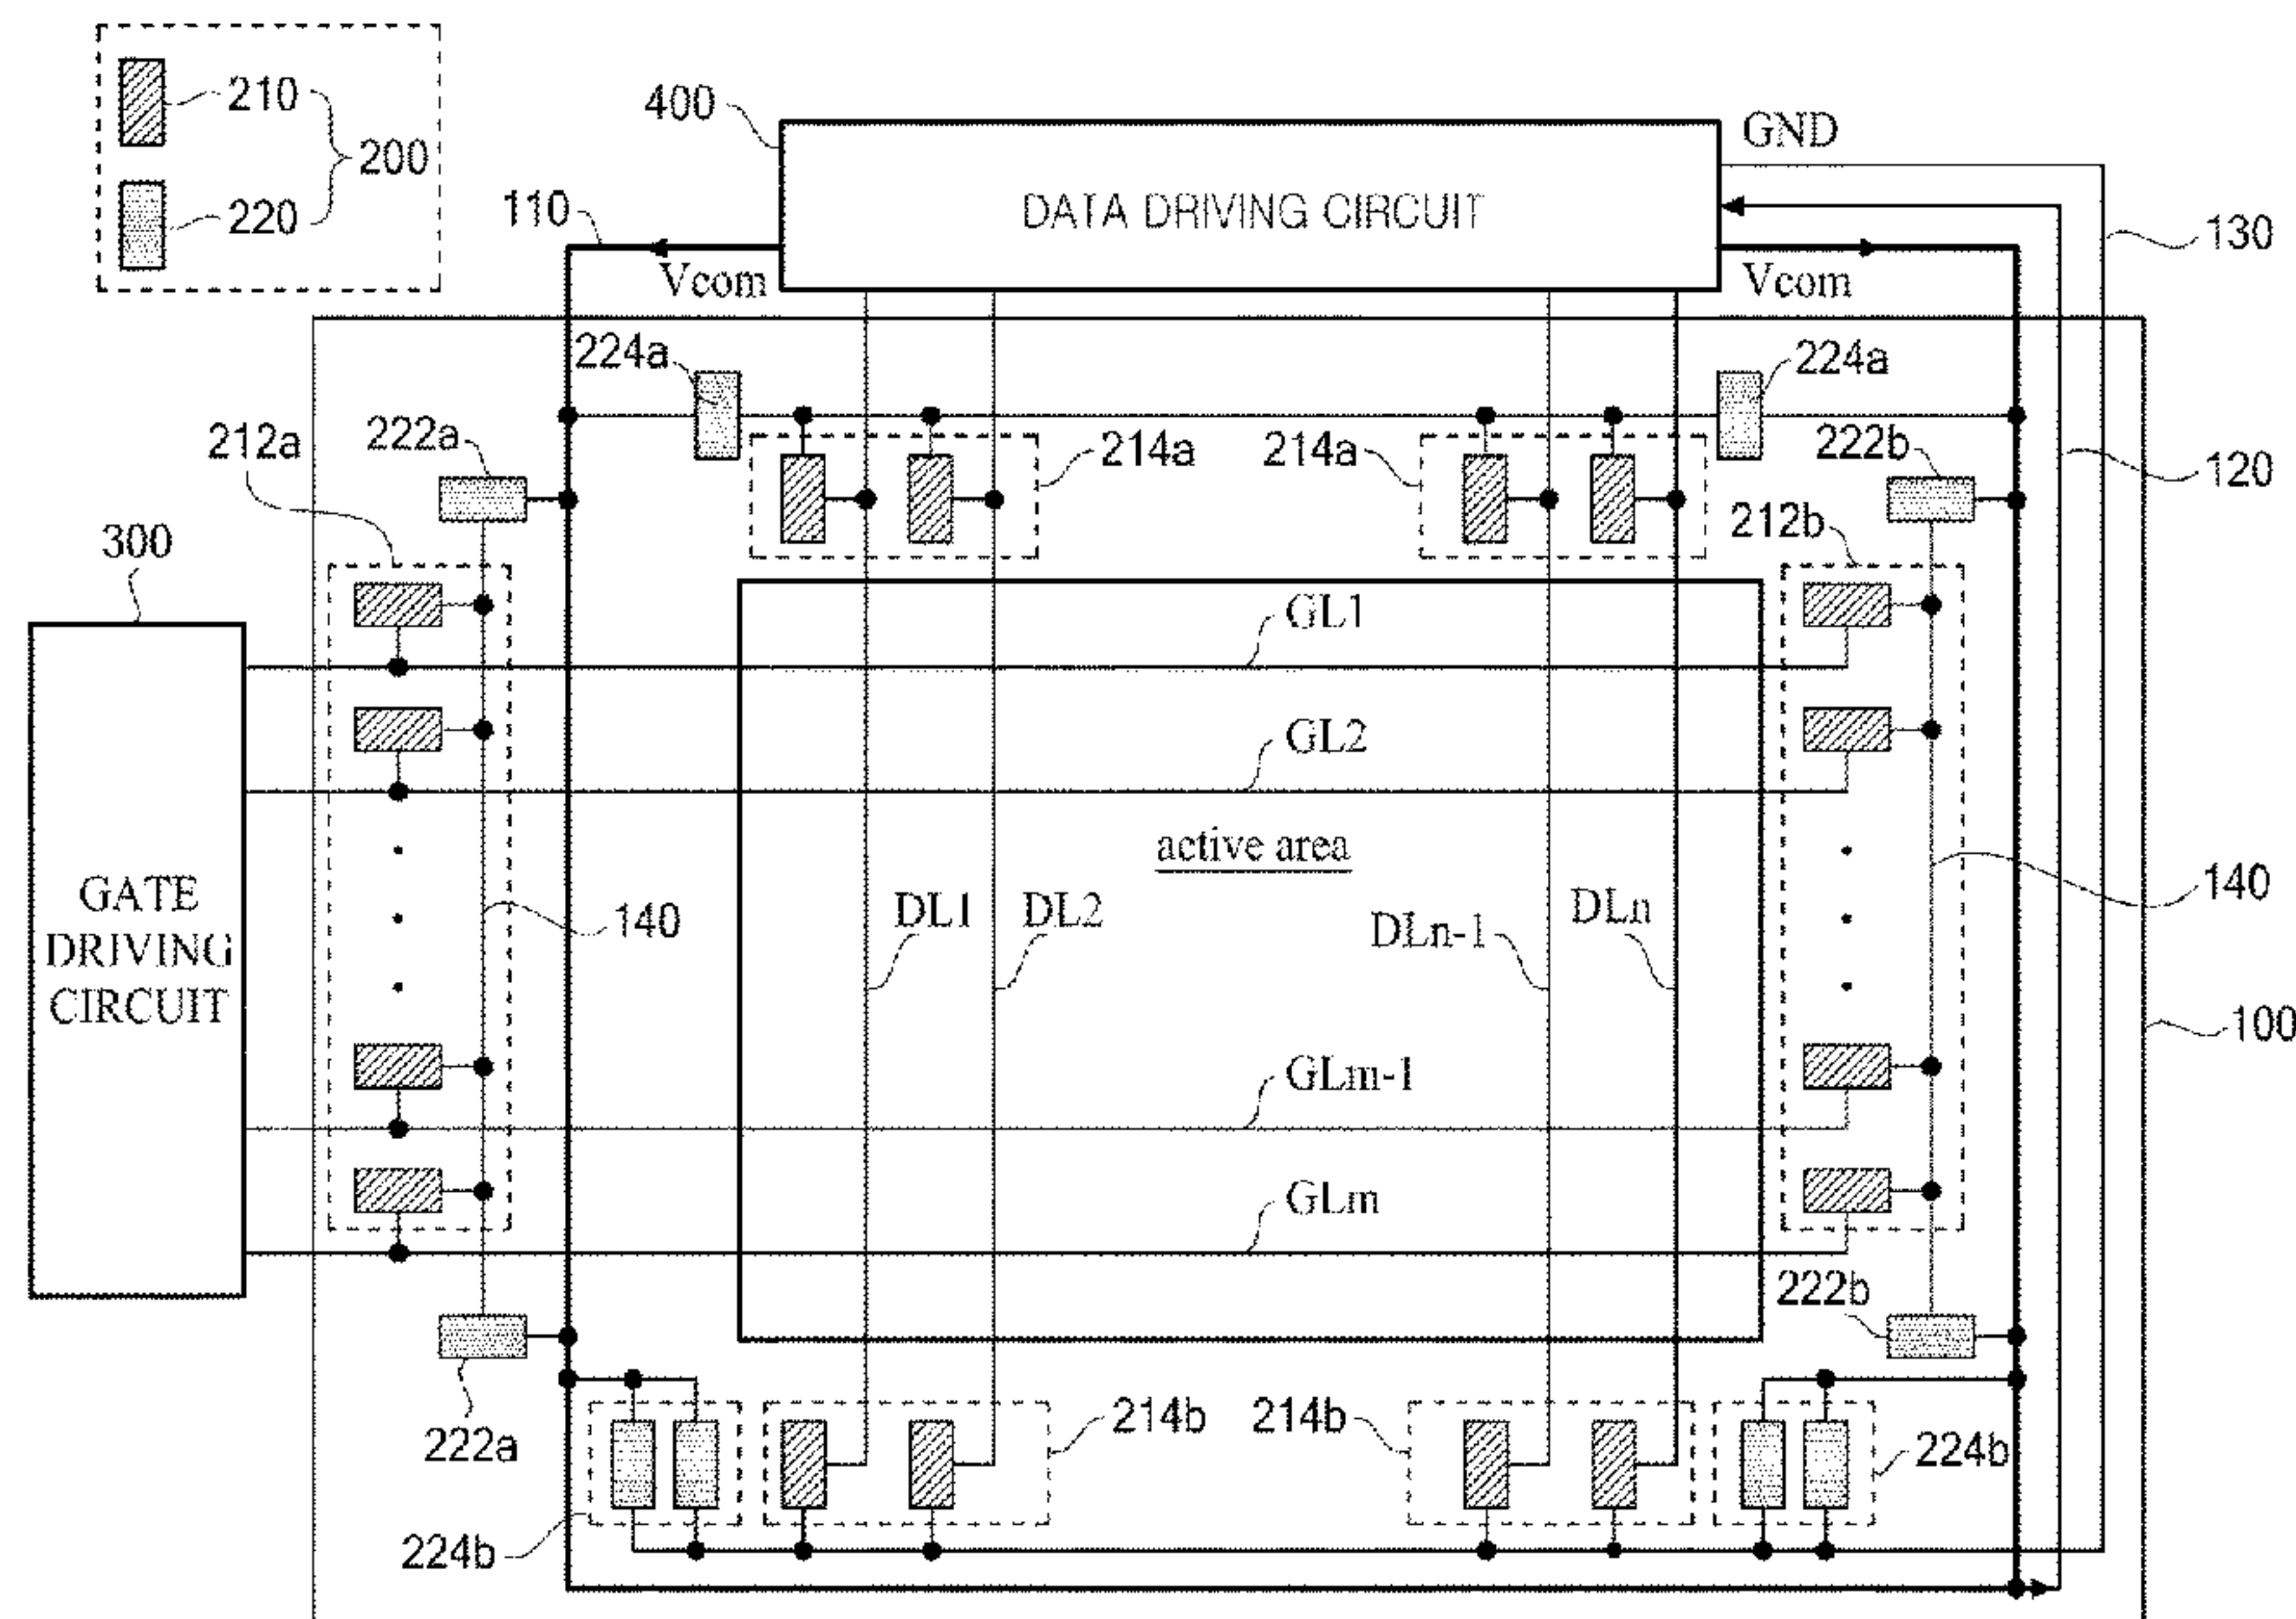 210
200
220
400
GND
DATA DRIVING CIRCUIT
110
130
Vcom
Vcom
224a
224a
212a
222a
214a
214a
222b
120
212b
300
GL1
GL2
active area
GATE
DRIVING
CIRCUIT
140
DL1
DL2
DLn-1
DLn
140
100
GLm-1
GLm
222b
222a
214b
214b
224b
224b